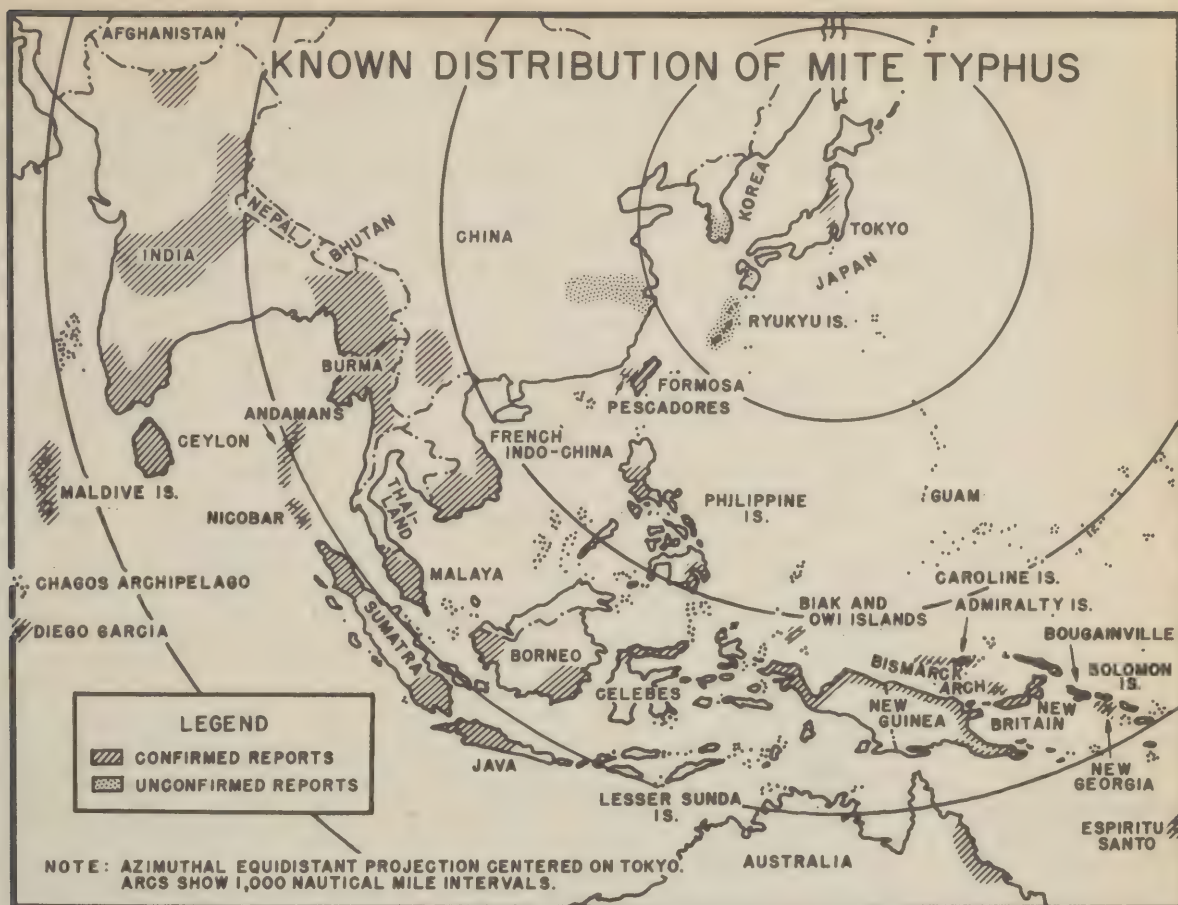 AFGHANISTAN
KNOWN DISTRIBUTION OF MITE TYPHUS
KOREA
NEPAL
BHUTAN
CHINA
TOKYO
INDIA
JAPAN
RYUKYU IS.
BURMA
FORMOSA
PESCADORES
ANDAMANS
CEYLON
FRENCH
INDO-CHINA
MALDIVE IS.
THAI-
LAND
PHILIPPINE
IS.
GUAM
NICOBAR
CHAGOS ARCHIPELAGO
MALAYA
CAROLINE IS.
BIAK AND
OWI ISLANDS
ADMIRALTY IS.
DIEGO GARCIA
SUMATRA
BORNEO
BOUGAINVILLE
BISMARCK
ARCH
SOLOMON
IS.
CELEBES
NEW
GUINEA
NEW
BRITAIN
LEGEND
CONFIRMED REPORTS
UNCONFIRMED REPORTS
JAVA
NEW
GEORGIA
LESSER SUNDA
IS.
ESPIRITU
SANTO
AUSTRALIA
NOTE: AZIMUTHAL EQUIDISTANT PROJECTION CENTERED ON TOKYO.
ARCS SHOW 1,000 NAUTICAL MILE INTERVALS.